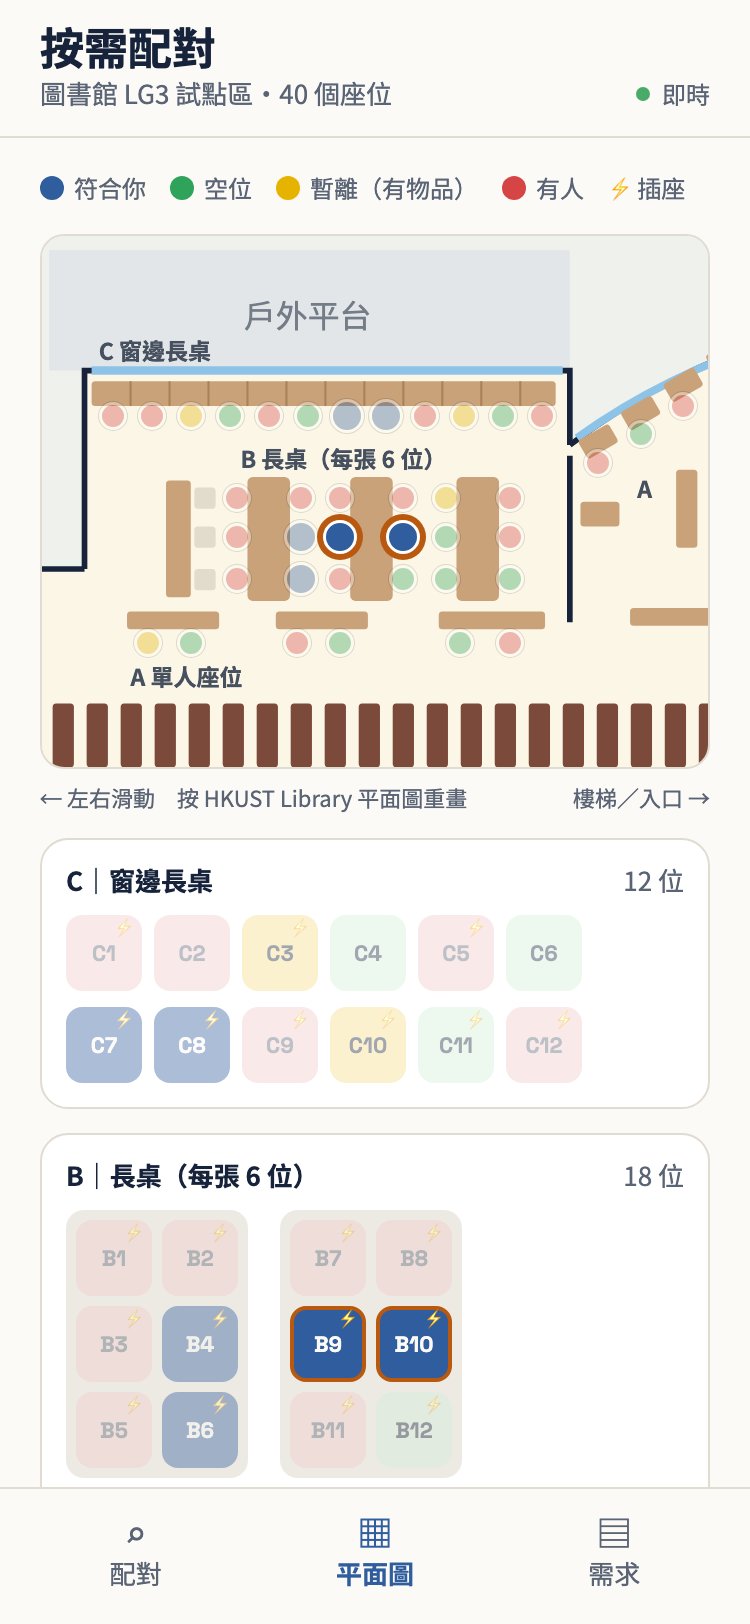 按需配對
圖書館 LG3 試點區・40 個座位
即時
符合你 空位 暫離（有物品） 有人 ⚡ 插座
戶外平台
C 窗邊長桌
B 長桌（每張 6 位）
A
A 單人座位
← 左右滑動 按 HKUST Library 平面圖重畫 樓梯／入口 →
C｜窗邊長桌 12 位
C1 C2 C3 C4 C5 C6
C7 C8 C9 C10 C11 C12
B｜長桌（每張 6 位） 18 位
B1 B2 B7 B8
B3 B4 B9 B10
B5 B6 B11 B12
配對 平面圖 需求